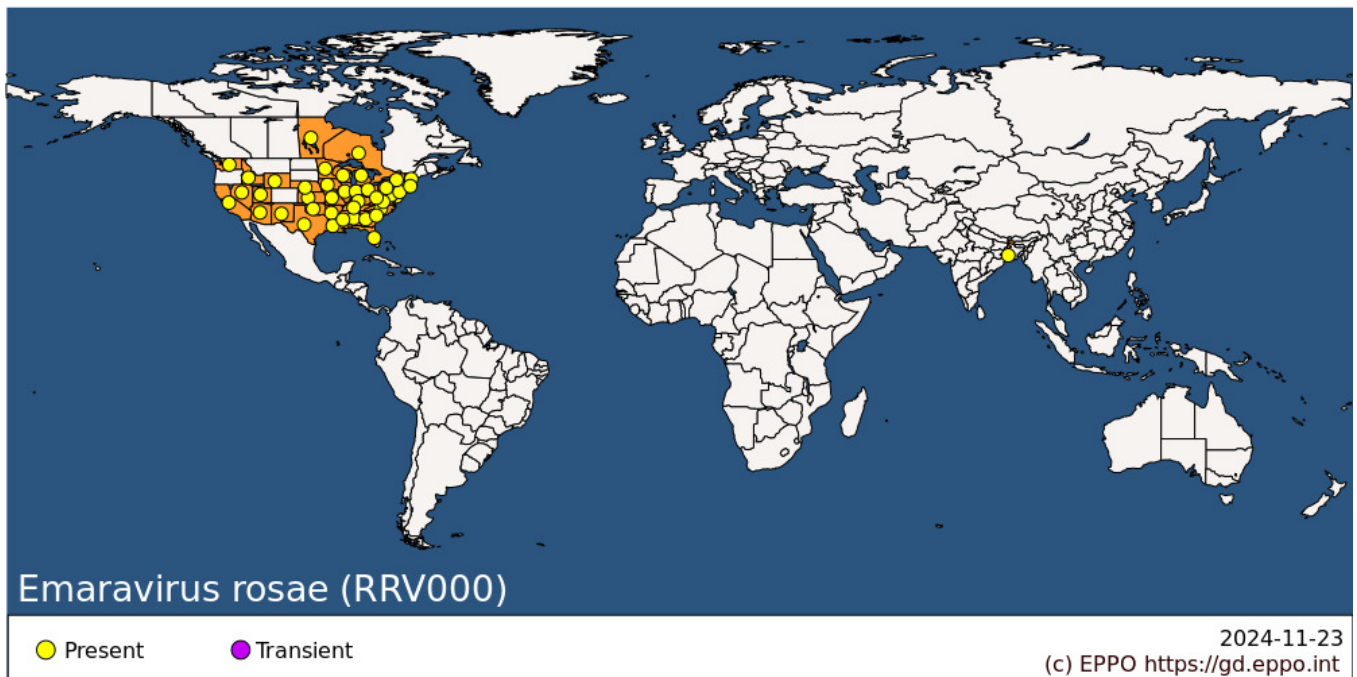 Emaravirus rosae (RRV000)
Present
Transient
2024-11-23
(c) EPPO https://gd.eppo.int